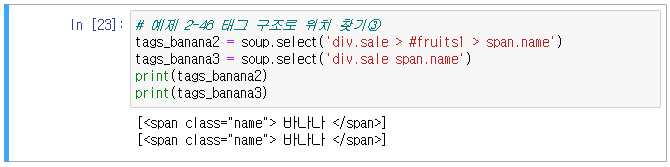 In [23]: # 예제 2-46 태그 구조로 위치 찾기③
tags_banana2 = soup.select('div.sale > #fruits1 > span.name')
tags_banana3 = soup.select('div.sale span.name')
print(tags_banana2)
print(tags_banana3)
[<span class="name"> 바나나 </span>]
[<span class="name"> 바나나 </span>]